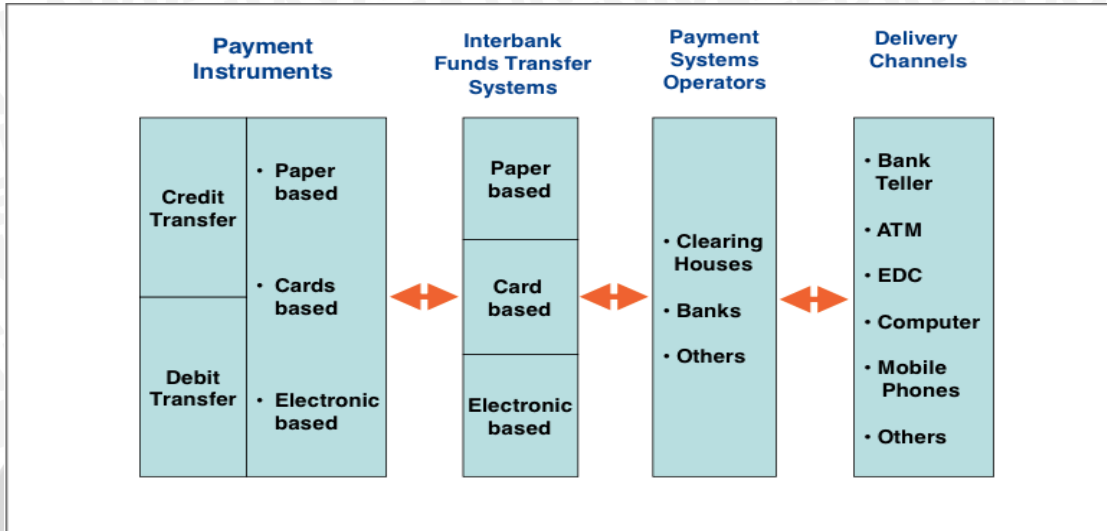 Payment
Instruments
Interbank
Funds Transfer
Systems
Payment
Systems
Operators
Delivery
Channels
Credit
Transfer
Debit
Transfer
• Paper
based
• Cards
based
• Electronic
based
Paper
based
Card
based
Electronic
based
• Clearing
Houses
• Banks
• Others
• Bank
Teller
• ATM
• EDC
• Computer
• Mobile
Phones
• Others